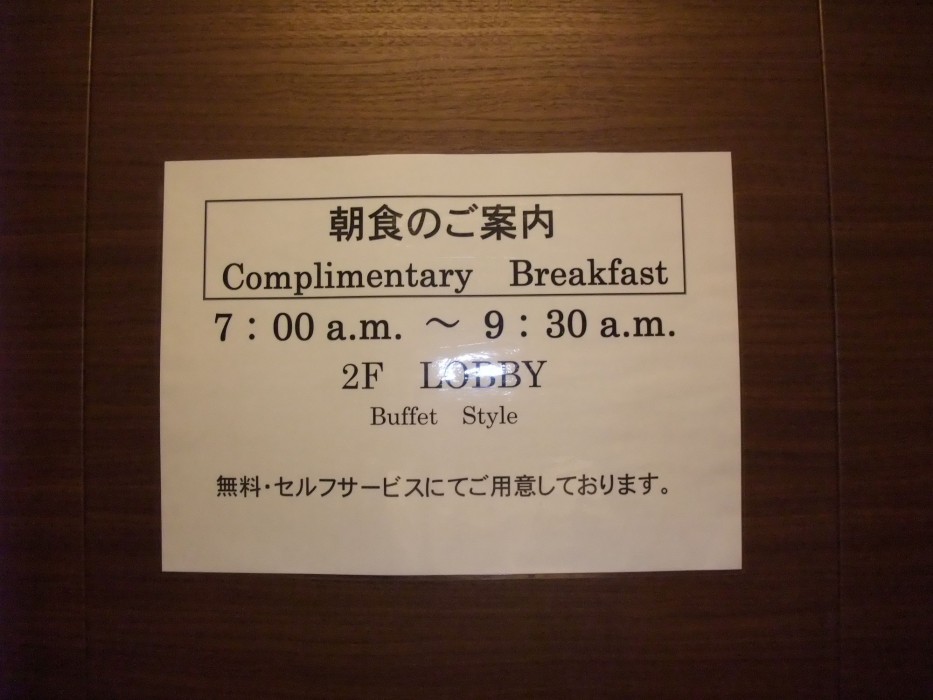 朝食のご案内
Complimentary Breakfast
7:00 a.m. ～ 9:30 a.m.
2F LOBBY
Buffet Style
無料・セルフサービスにてご用意しております。